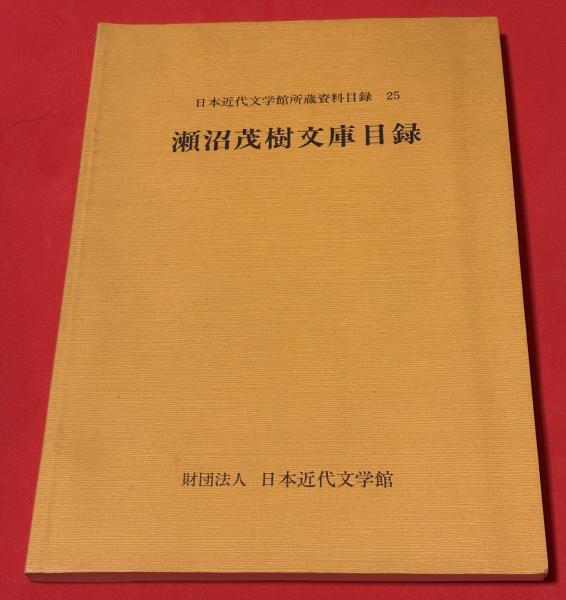 日本近代文学館所蔵資料目録 25
瀬沼茂樹文庫目録
財団法人 日本近代文学館